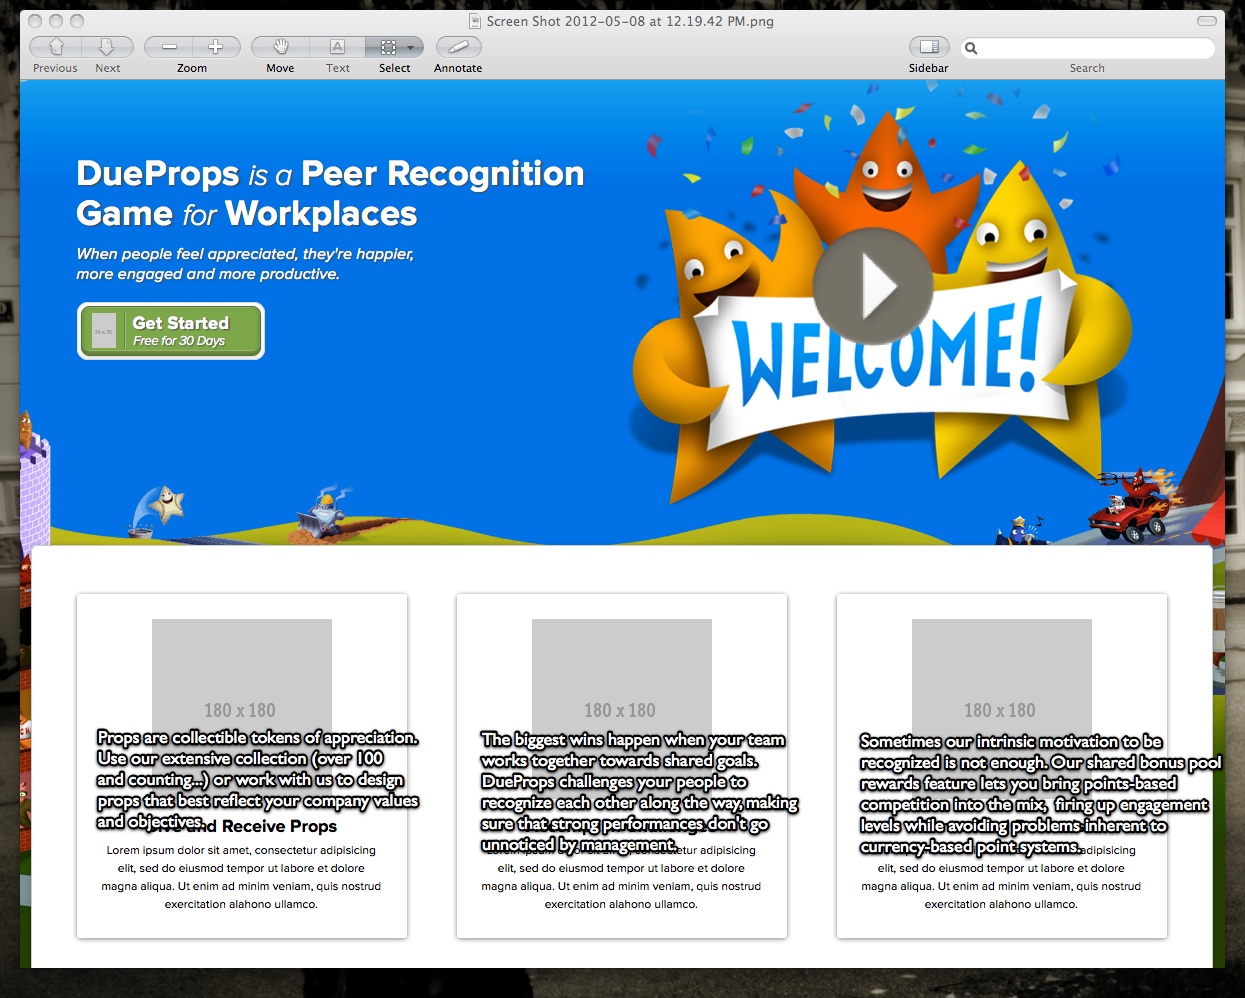 Screen Shot 2012-05-08 at 12.19.42 PM.png
Previous Next Zoom Move Text Select Annotate Sidebar Search
DueProps is a Peer Recognition
Game for Workplaces
When people feel appreciated, they're happier,
more engaged and more productive.
Get Started
Free for 30 Days
WELCOME!
180 x 180
Props are collectible tokens of appreciation.
Use our extensive collection (over 100
and counting...) or work with us to design
props that best reflect your company values
and objectives.
and Receive Props
Lorem ipsum dolor sit amet, consectetur adipisicing
elit, sed do eiusmod tempor ut labore et dolore
magna aliqua. Ut enim ad minim veniam, quis nostrud
exercitation alahono ullamco.
180 x 180
The biggest wins happen when your team
works together towards shared goals.
DueProps challenges your people to
recognize each other along the way, making
sure that strong performances don't go
unnoticed by management.
adipisicing
elit, sed do eiusmod tempor ut labore et dolore
magna aliqua. Ut enim ad minim veniam, quis nostrud
exercitation alahono ullamco.
180 x 180
Sometimes our intrinsic motivation to be
recognized is not enough. Our shared bonus pool
rewards feature lets you bring points-based
competition into the mix, firing up engagement
levels while avoiding problems inherent to
currency-based point systems.
adipisicing
elit, sed do eiusmod tempor ut labore et dolore
magna aliqua. Ut enim ad minim veniam, quis nostrud
exercitation alahono ullamco.